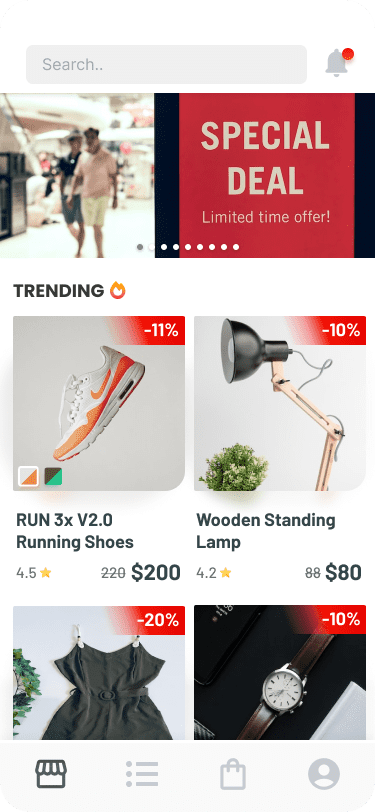 Search..
SPECIAL
DEAL
Limited time offer!
TRENDING
-11%
-10%
RUN 3x V2.0
Running Shoes
4.5 220 $200
Wooden Standing
Lamp
4.2 88 $80
-20%
-10%